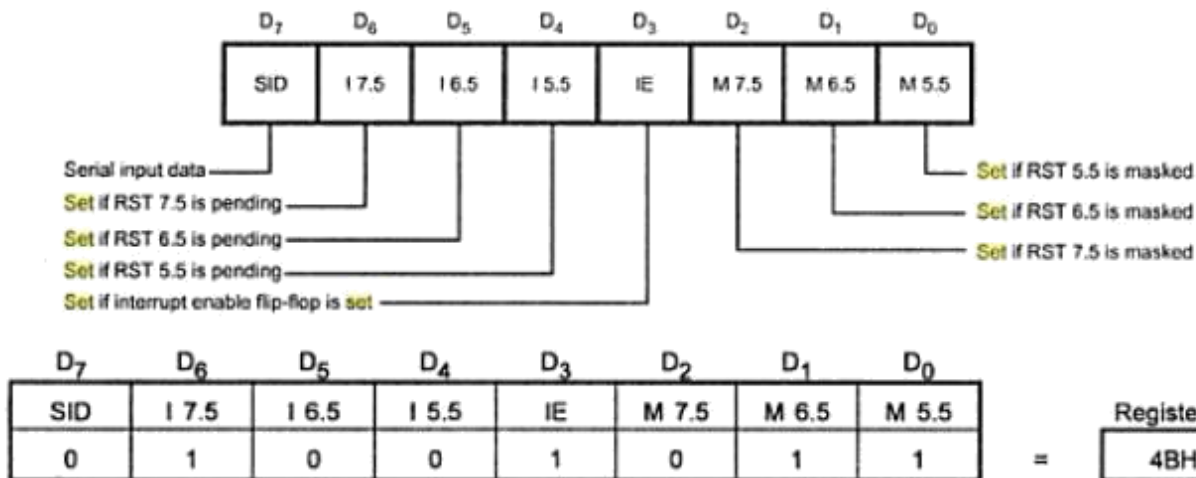 D7 D6 D5 D4 D3 D2 D1 D0
SID I 7.5 I 6.5 I 5.5 IE M 7.5 M 6.5 M 5.5
Serial input data
Set if RST 7.5 is pending
Set if RST 6.5 is pending
Set if RST 5.5 is pending
Set if interrupt enable flip-flop is set
Set if RST 5.5 is masked
Set if RST 6.5 is masked
Set if RST 7.5 is masked
D7 D6 D5 D4 D3 D2 D1 D0
SID I 7.5 I 6.5 I 5.5 IE M 7.5 M 6.5 M 5.5 Registe
0 1 0 0 1 0 1 1 = 4BH